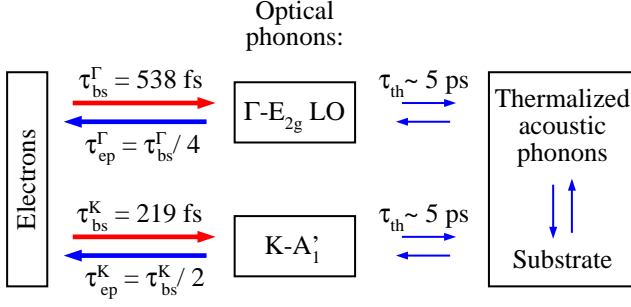 Optical
phonons:
τ_bs^Γ = 538 fs
τ_ep^Γ = τ_bs^Γ / 4
Γ-E_2g LO
τ_th ~ 5 ps
Electrons
τ_bs^K = 219 fs
τ_ep^K = τ_bs^K / 2
K-A_1'
τ_th ~ 5 ps
Thermalized
acoustic
phonons
Substrate